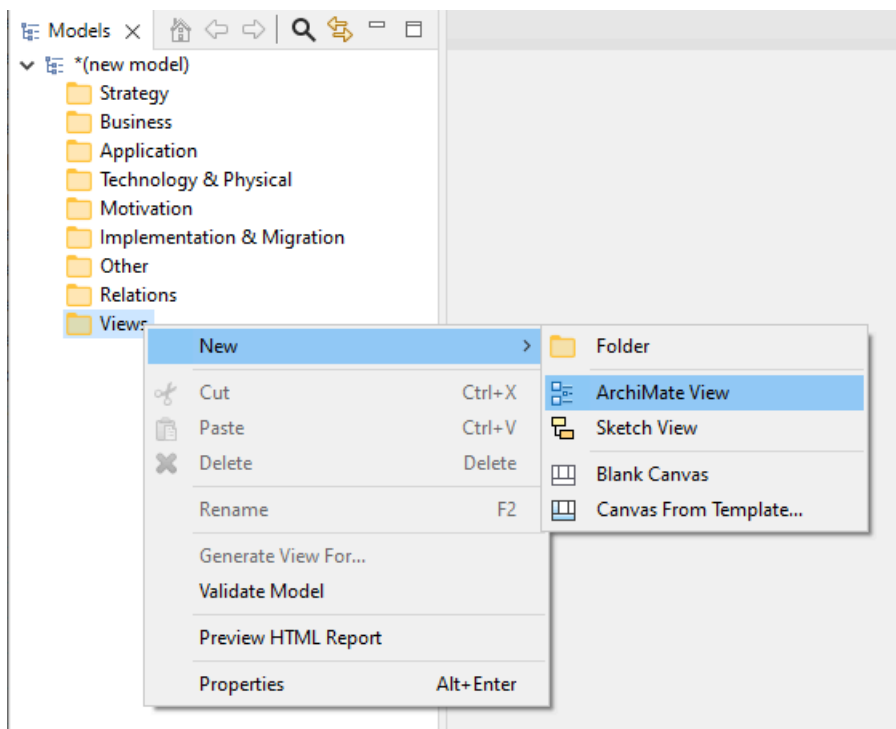 Models
*(new model)
Strategy
Business
Application
Technology & Physical
Motivation
Implementation & Migration
Other
Relations
Views
New
Cut Ctrl+X
Paste Ctrl+V
Delete Delete
Rename F2
Generate View For...
Validate Model
Preview HTML Report
Properties Alt+Enter
Folder
ArchiMate View
Sketch View
Blank Canvas
Canvas From Template...